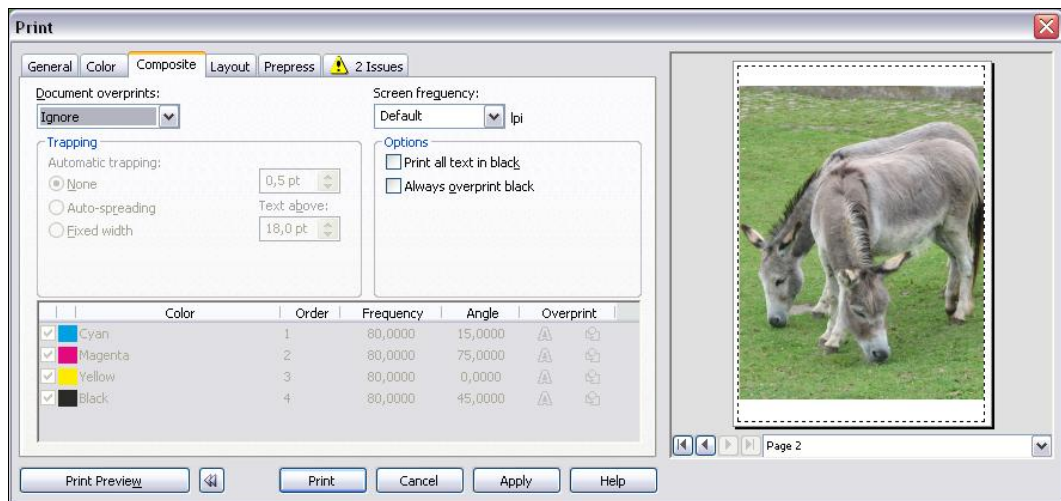 Print
General Color Composite Layout Prepress 2 Issues
Document overprints:
Ignore
Screen frequency:
Default lpi
Trapping
Automatic trapping:
None 0,5 pt
Auto-spreading Text above:
Fixed width 18,0 pt
Options
Print all text in black
Always overprint black
Color Order Frequency Angle Overprint
Cyan 1 80,0000 15,0000
Magenta 2 80,0000 75,0000
Yellow 3 80,0000 0,0000
Black 4 80,0000 45,0000
Page 2
Print Preview Print Cancel Apply Help